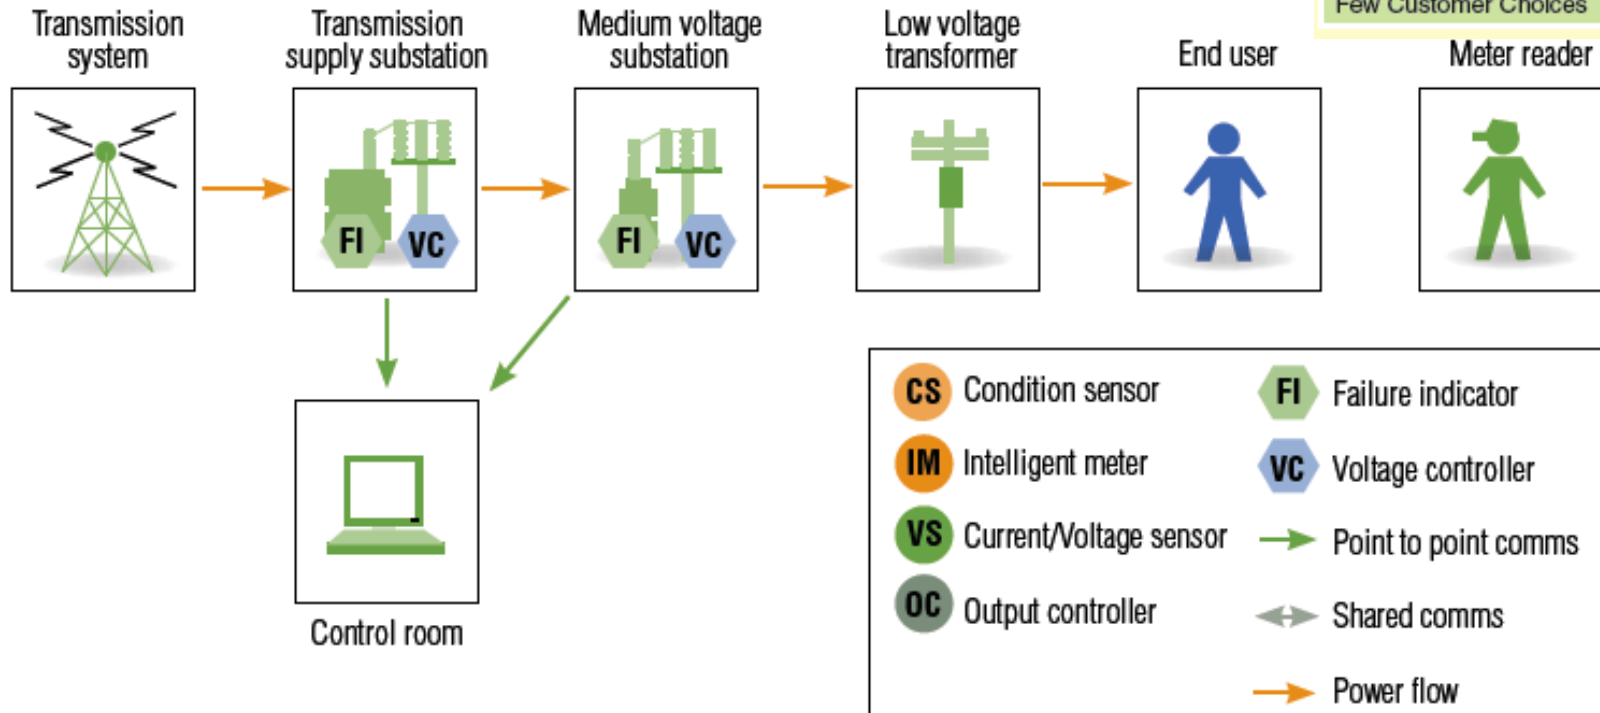 Few Customer Choices
Transmission
system
Transmission
supply substation
Medium voltage
substation
Low voltage
transformer
End user
Meter reader
FI
VC
FI
VC
Control room
CS Condition sensor
IM Intelligent meter
VS Current/Voltage sensor
OC Output controller
FI Failure indicator
VC Voltage controller
Point to point comms
Shared comms
Power flow